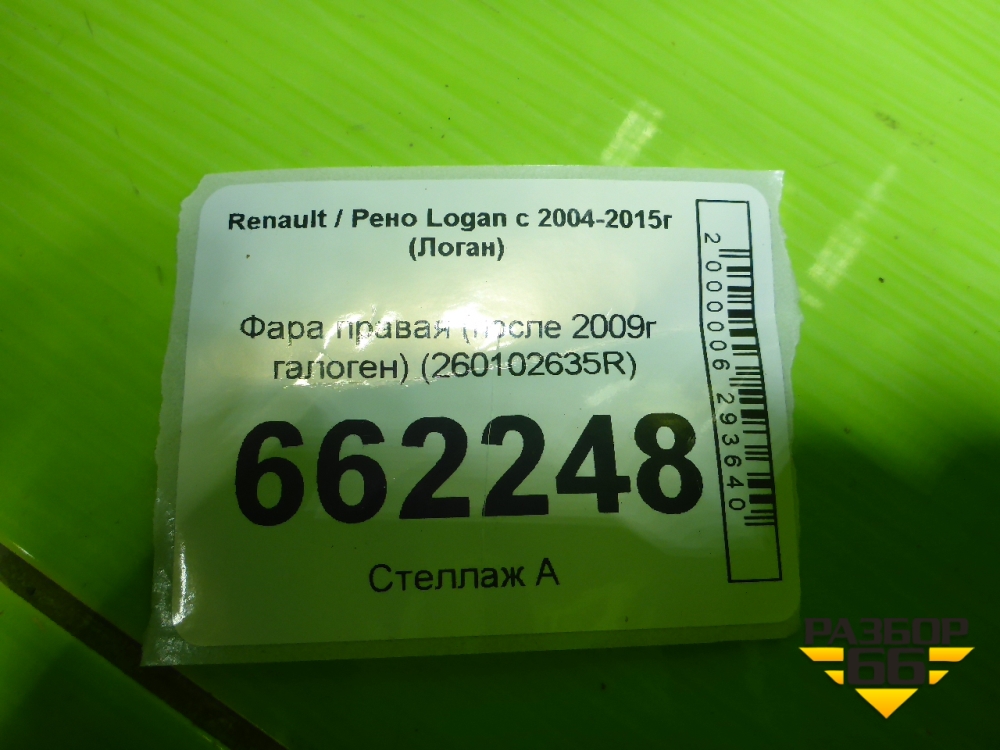 Renault / Рено Logan с 2004-2015г
(Логан)
Фара правая (после 2009г
галоген) (260102635R)
662248
Стеллаж А
2000006293640
РАЗБОР
66